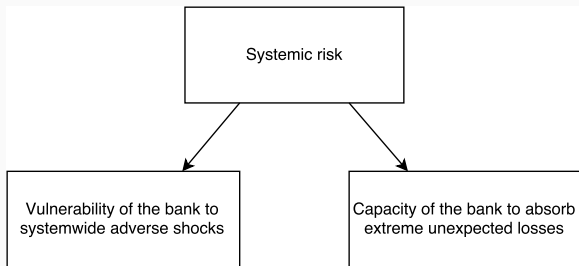 Systemic risk
Vulnerability of the bank to
systemwide adverse shocks
Capacity of the bank to absorb
extreme unexpected losses